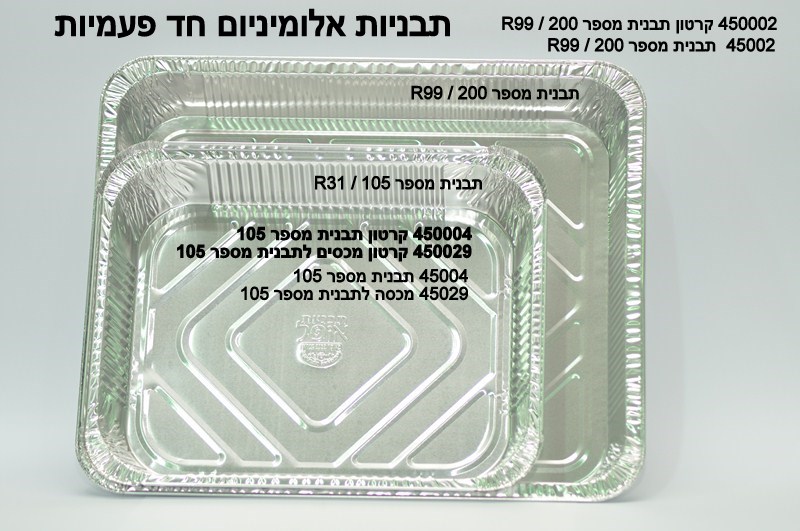 תבניות אלומיניום חד פעמיות
450002 קרטון תבנית מספר 200 / R99
45002 תבנית מספר 200 / R99
תבנית מספר 200 / R99
תבנית מספר 105 / R31
450004 קרטון תבנית מספר 105
450029 קרטון מכסים לתבנית מספר 105
45004 תבנית מספר 105
45029 מכסה לתבנית מספר 105